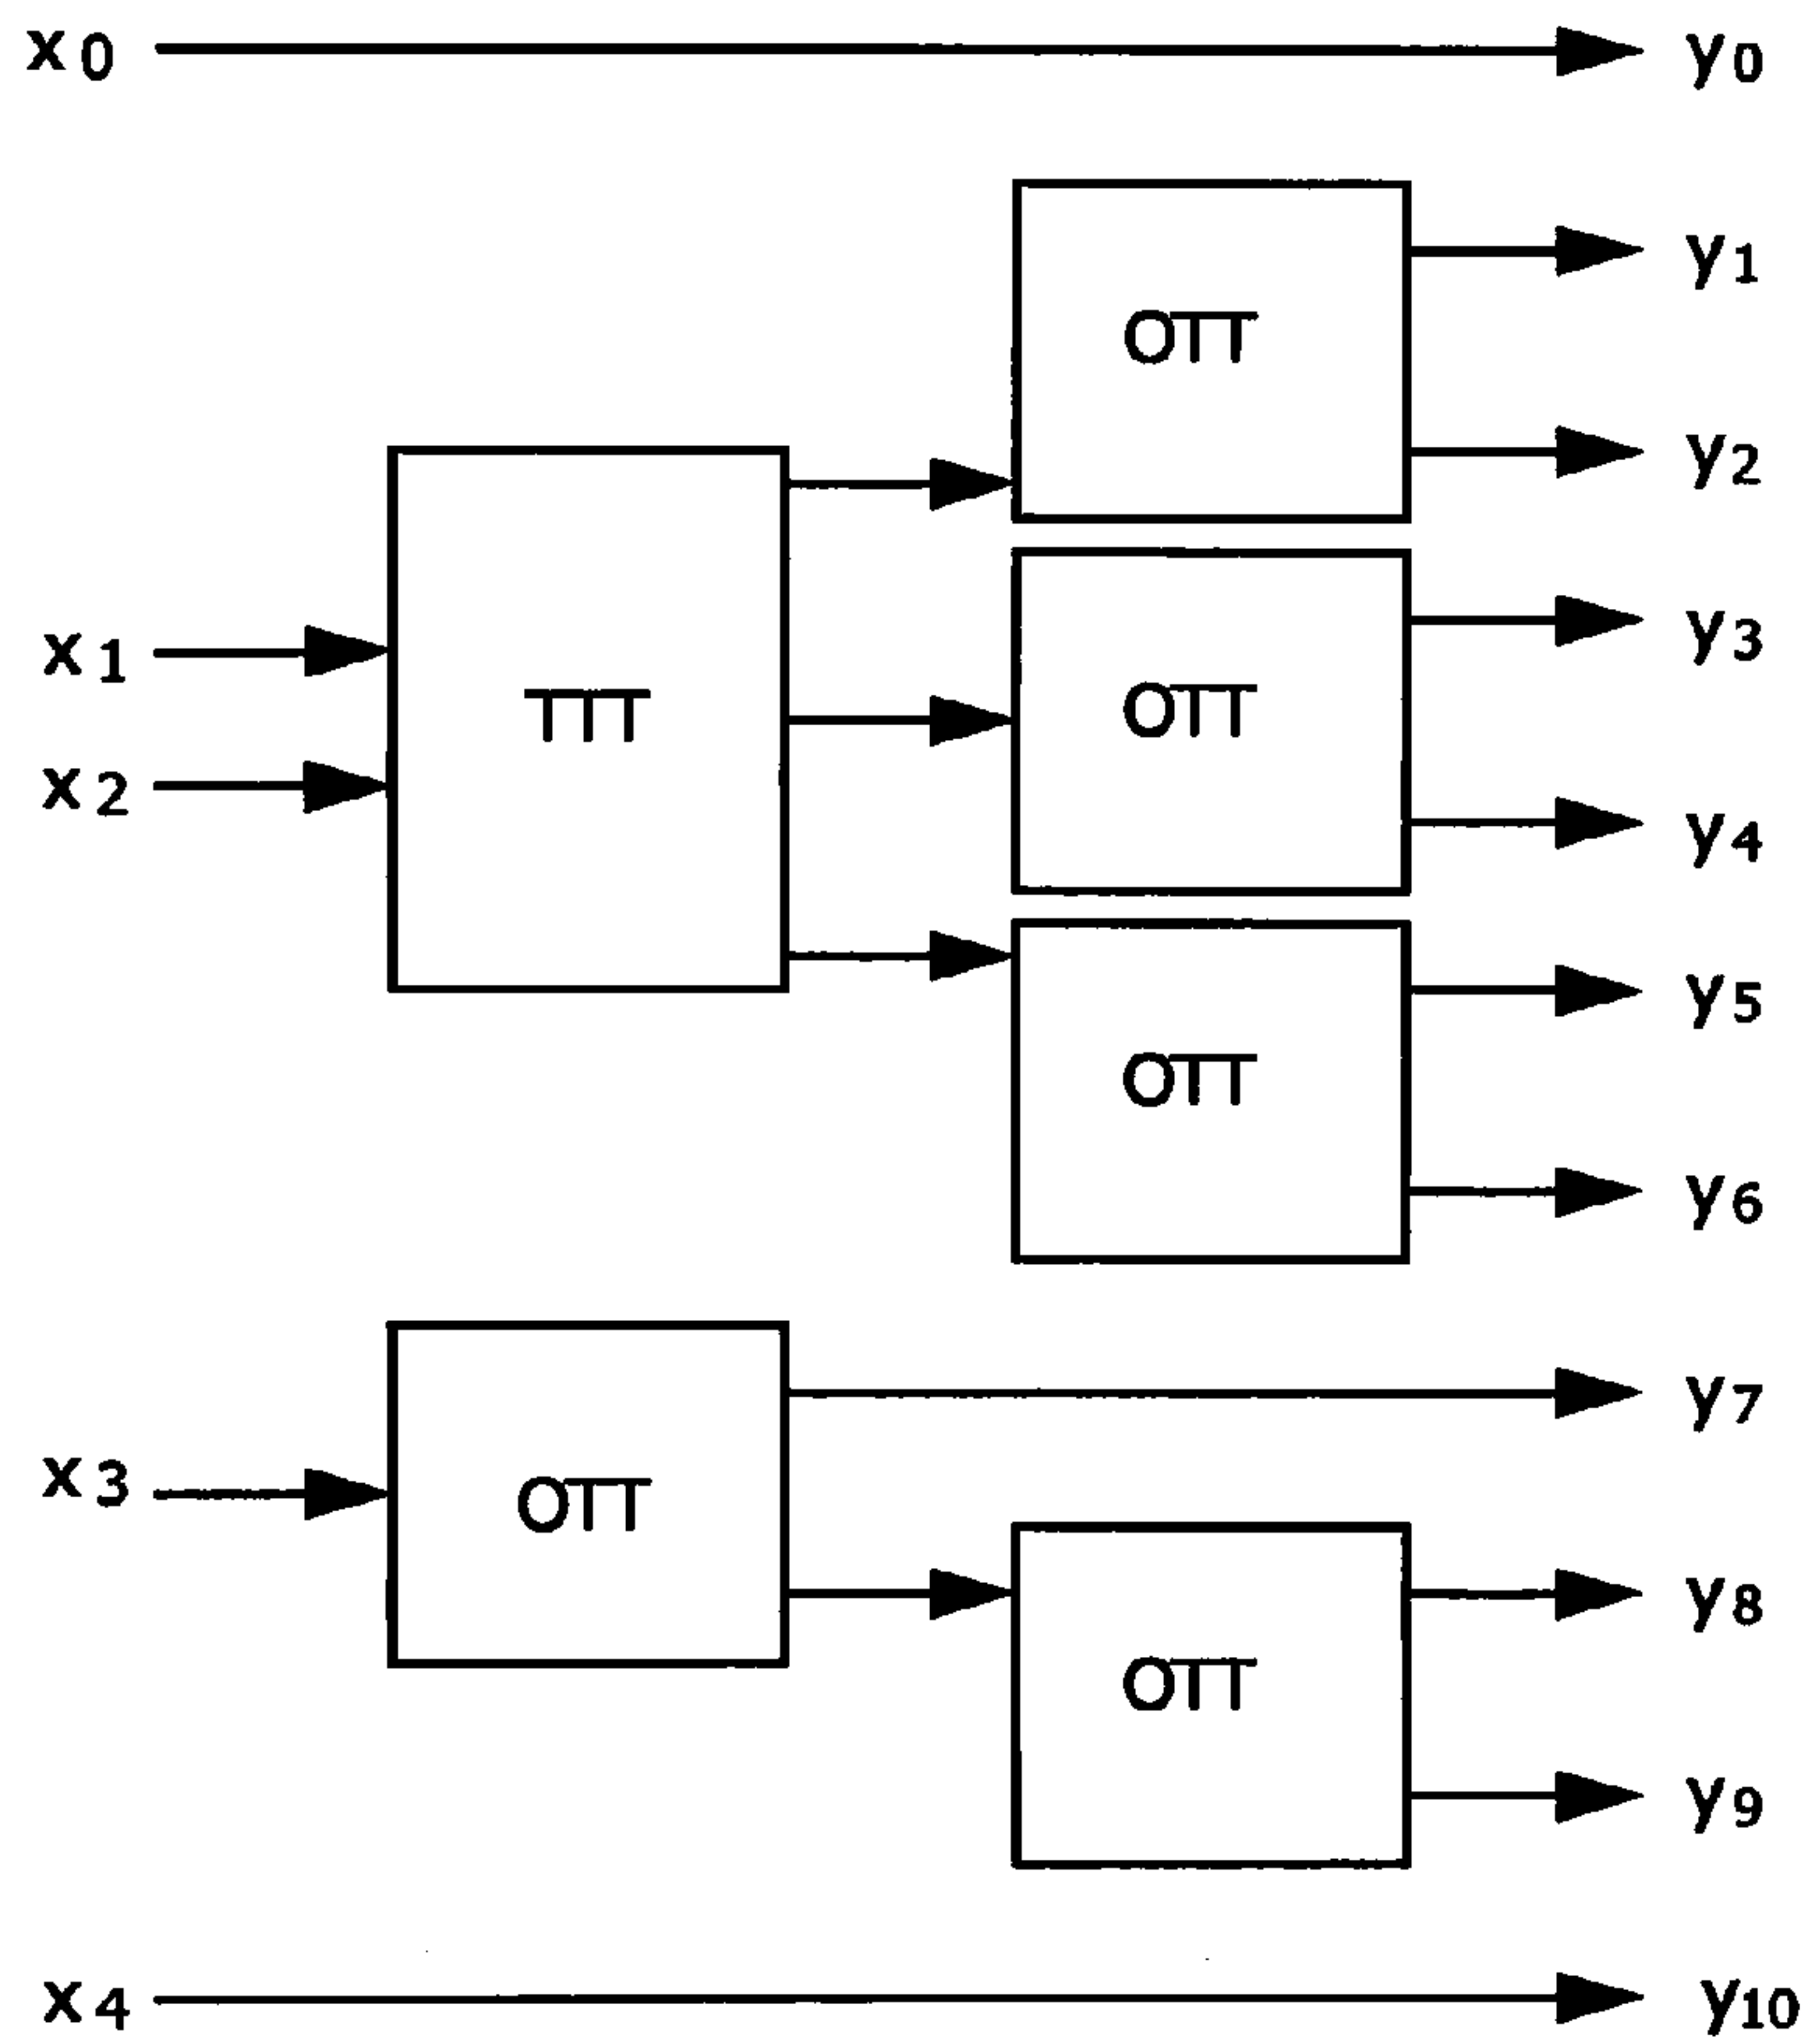 x0 y0
OTT y1
y2
x1 TTT OTT y3
x2 y4
OTT y5
y6
x3 OTT y7
OTT y8
y9
x4 y10